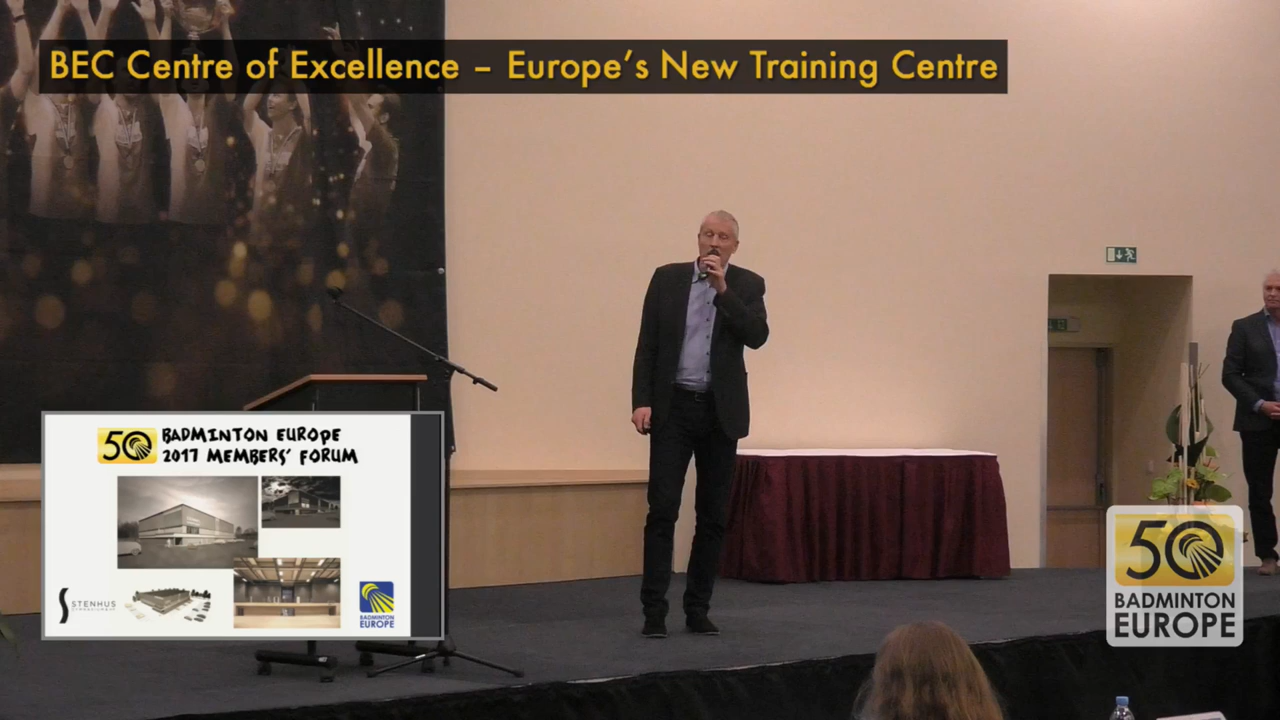 BEC Centre of Excellence – Europe's New Training Centre
50 BADMINTON EUROPE
2017 MEMBERS' FORUM
STENHUS
BADMINTON
EUROPE
50
BADMINTON
EUROPE